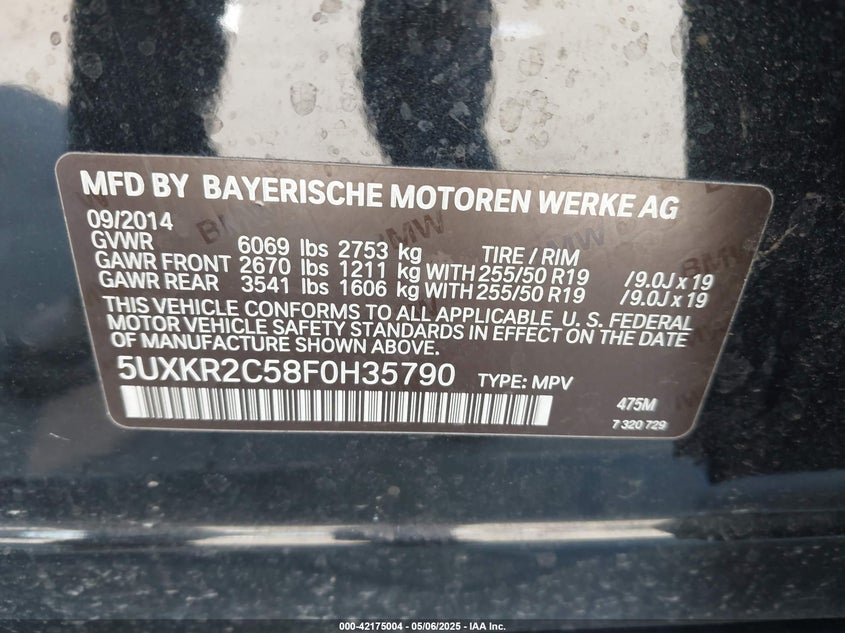 MFD BY BAYERISCHE MOTOREN WERKE AG
09/2014
GVWR 6069 lbs 2753 kg TIRE / RIM
GAWR FRONT 2670 lbs 1211 kg WITH 255/50 R19 /9.0J x 19
GAWR REAR 3541 lbs 1606 kg WITH 255/50 R19 /9.0J x 19
THIS VEHICLE CONFORMS TO ALL APPLICABLE U. S. FEDERAL
MOTOR VEHICLE SAFETY STANDARDS IN EFFECT ON THE DATE
OF MANUFACTURE SHOWN ABOVE.
5UXKR2C58F0H35790 TYPE: MPV
475M
7 320 729
000-42175004 - 05/06/2025 - IAA Inc.